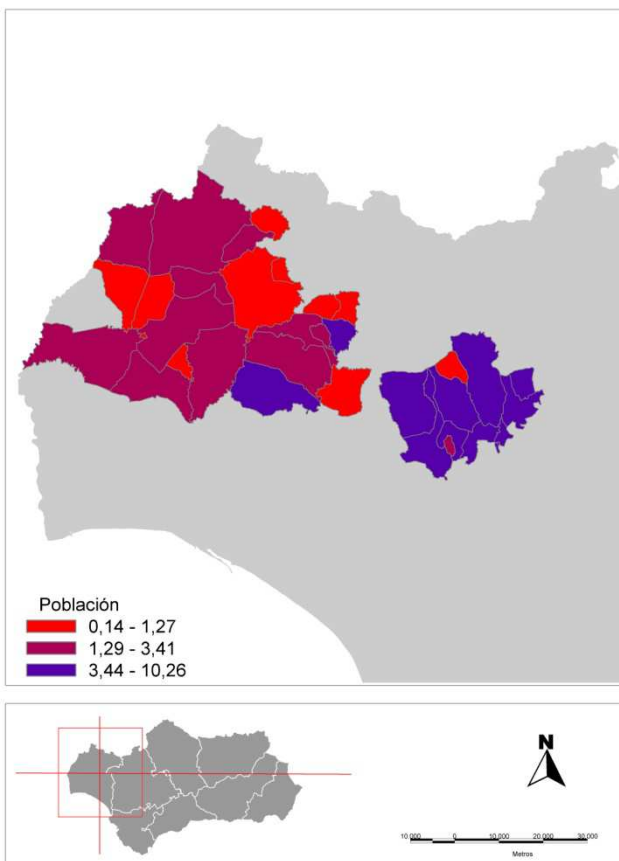 Población
0,14 - 1,27
1,29 - 3,41
3,44 - 10,26
N
10.000 0 10.000 20.000 30.000
Metros